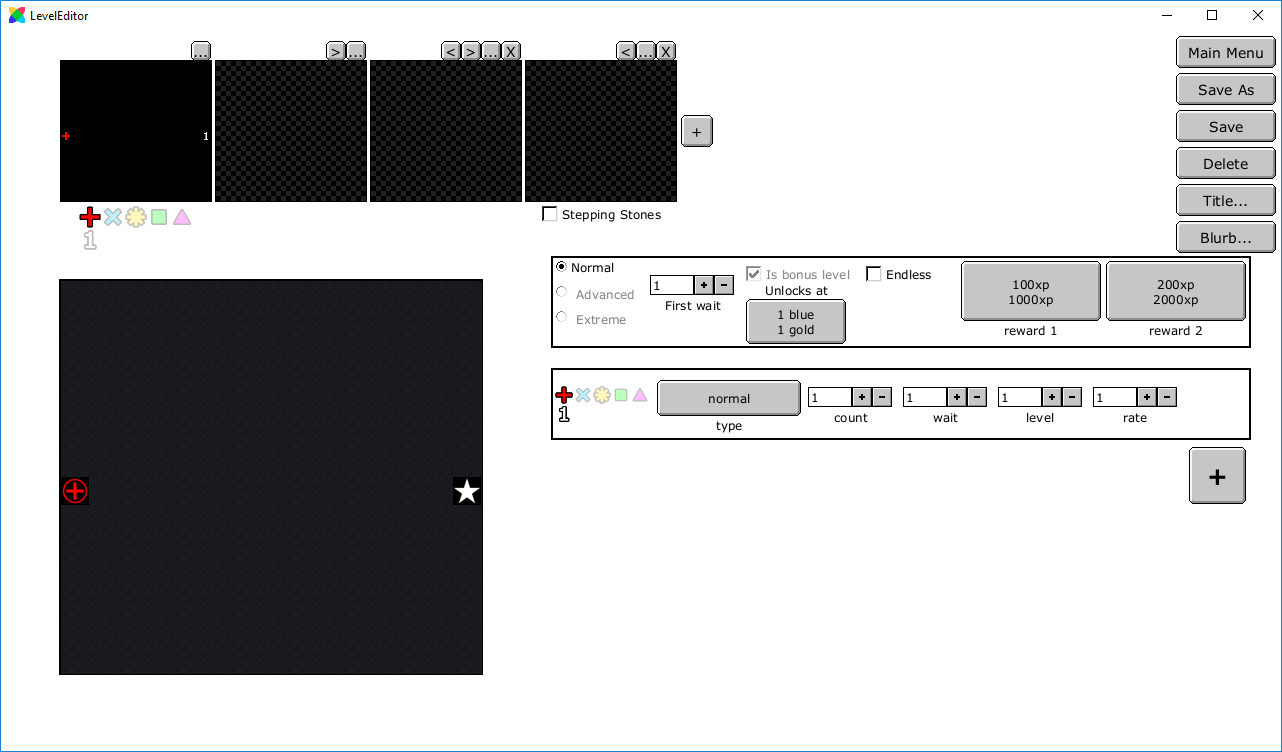 LevelEditor
...
> ...
< > ... X
< ... X
1
+
Main Menu
Save As
Save
Delete
Title...
Blurb...
1
Stepping Stones
Normal
Advanced
Extreme
1 + −
First wait
Is bonus level
Unlocks at
1 blue
1 gold
Endless
100xp
1000xp
reward 1
200xp
2000xp
reward 2
1
normal
type
1 + −
count
1 + −
wait
1 + −
level
1 + −
rate
+